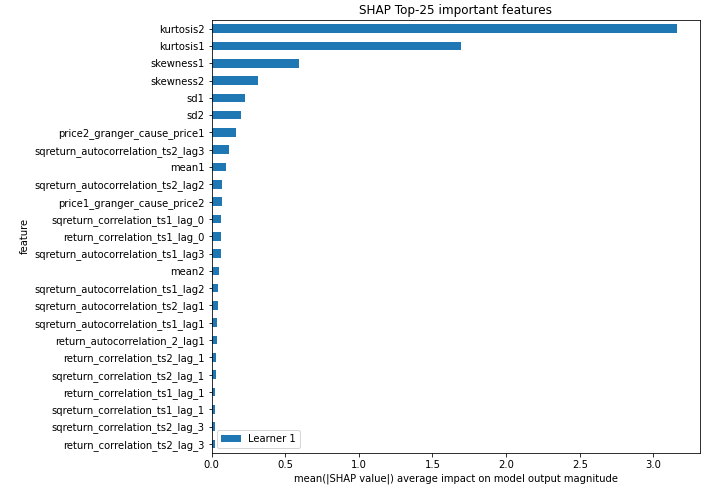 SHAP Top-25 important features
kurtosis2
kurtosis1
skewness1
skewness2
sd1
sd2
price2_granger_cause_price1
sqreturn_autocorrelation_ts2_lag3
mean1
sqreturn_autocorrelation_ts2_lag2
price1_granger_cause_price2
sqreturn_correlation_ts1_lag_0
return_correlation_ts1_lag_0
sqreturn_autocorrelation_ts1_lag3
mean2
sqreturn_autocorrelation_ts1_lag2
sqreturn_autocorrelation_ts2_lag1
sqreturn_autocorrelation_ts1_lag1
return_autocorrelation_2_lag1
return_correlation_ts2_lag_1
sqreturn_correlation_ts2_lag_1
return_correlation_ts1_lag_1
sqreturn_correlation_ts1_lag_1
sqreturn_correlation_ts2_lag_3
return_correlation_ts2_lag_3
feature
Learner 1
0.0 0.5 1.0 1.5 2.0 2.5 3.0
mean(|SHAP value|) average impact on model output magnitude